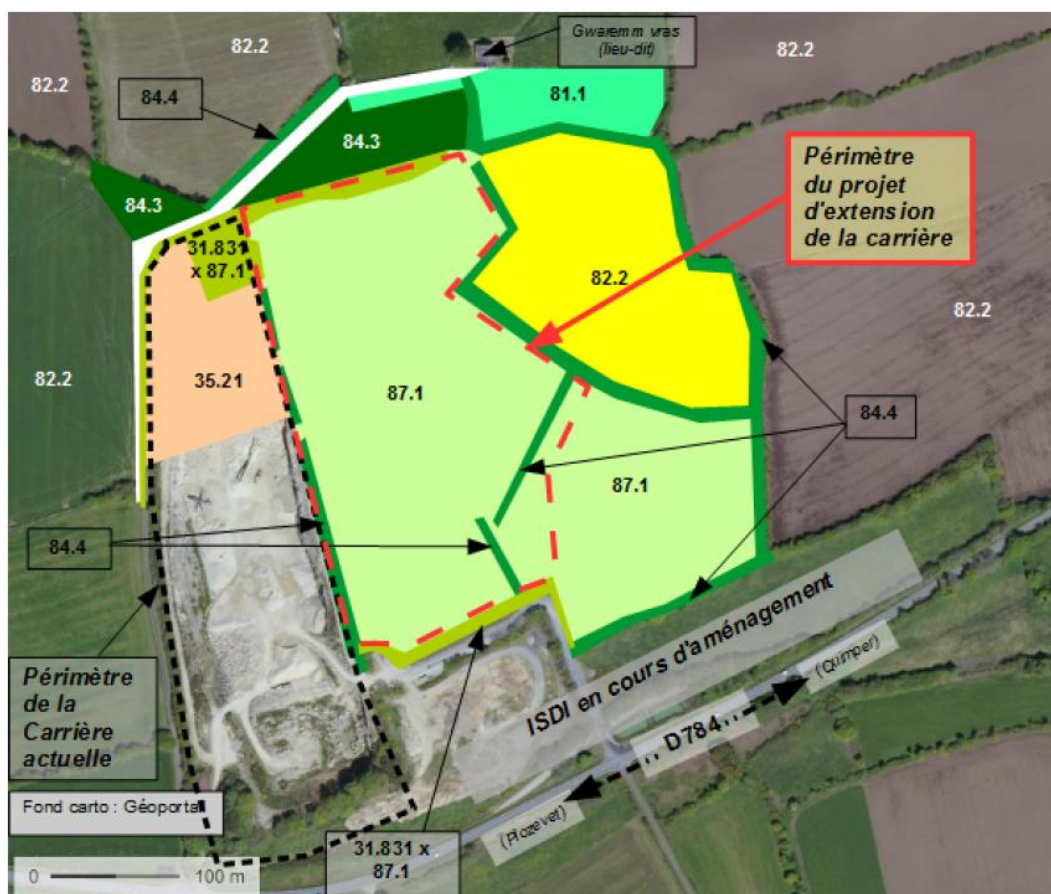 82.2
82.2
82.2
Gwaremm vras
(lieu-dit)
84.4
81.1
84.3
84.3
Périmètre
du projet
d'extension
de la carrière
31.831
x 87.1
82.2
82.2
82.2
35.21
87.1
84.4
87.1
84.4
ISDI en cours d'aménagement
Périmètre
de la
Carrière
actuelle
(Quimper)
D784
(Plozevet)
Fond carto : Géoportail
31.831 x
87.1
0 100 m